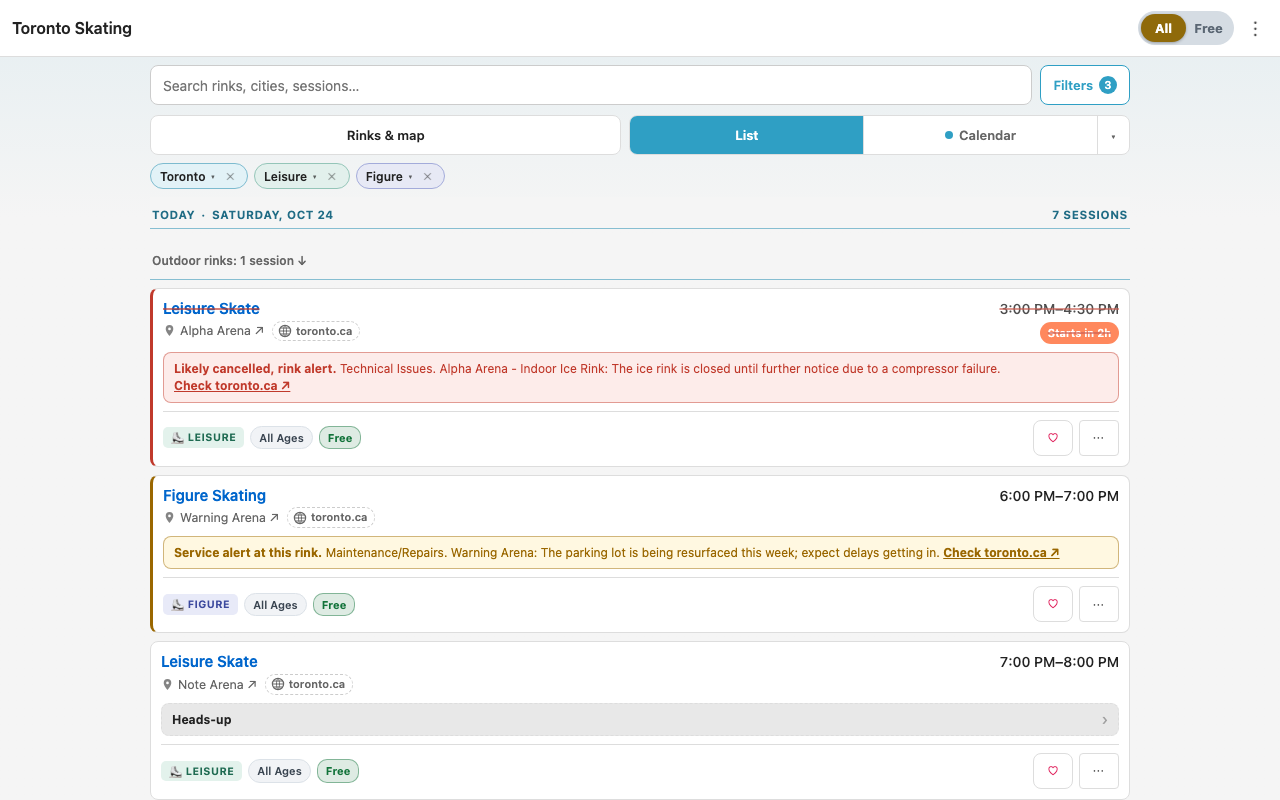 Toronto Skating
All Free ⋮
Search rinks, cities, sessions...
Filters 3
Rinks & map
List
Calendar
Toronto ✕
Leisure ✕
Figure ✕
TODAY · SATURDAY, OCT 24
7 SESSIONS
Outdoor rinks: 1 session ↓
Leisure Skate
3:00 PM–4:30 PM
Alpha Arena ↗ toronto.ca
Starts in 2h
Likely cancelled, rink alert. Technical Issues. Alpha Arena - Indoor Ice Rink: The ice rink is closed until further notice due to a compressor failure.
Check toronto.ca ↗
LEISURE All Ages Free
♡ ...
Figure Skating
6:00 PM–7:00 PM
Warning Arena ↗ toronto.ca
Service alert at this rink. Maintenance/Repairs. Warning Arena: The parking lot is being resurfaced this week; expect delays getting in. Check toronto.ca ↗
FIGURE All Ages Free
♡ ...
Leisure Skate
7:00 PM–8:00 PM
Note Arena ↗ toronto.ca
Heads-up ›
LEISURE All Ages Free
♡ ...